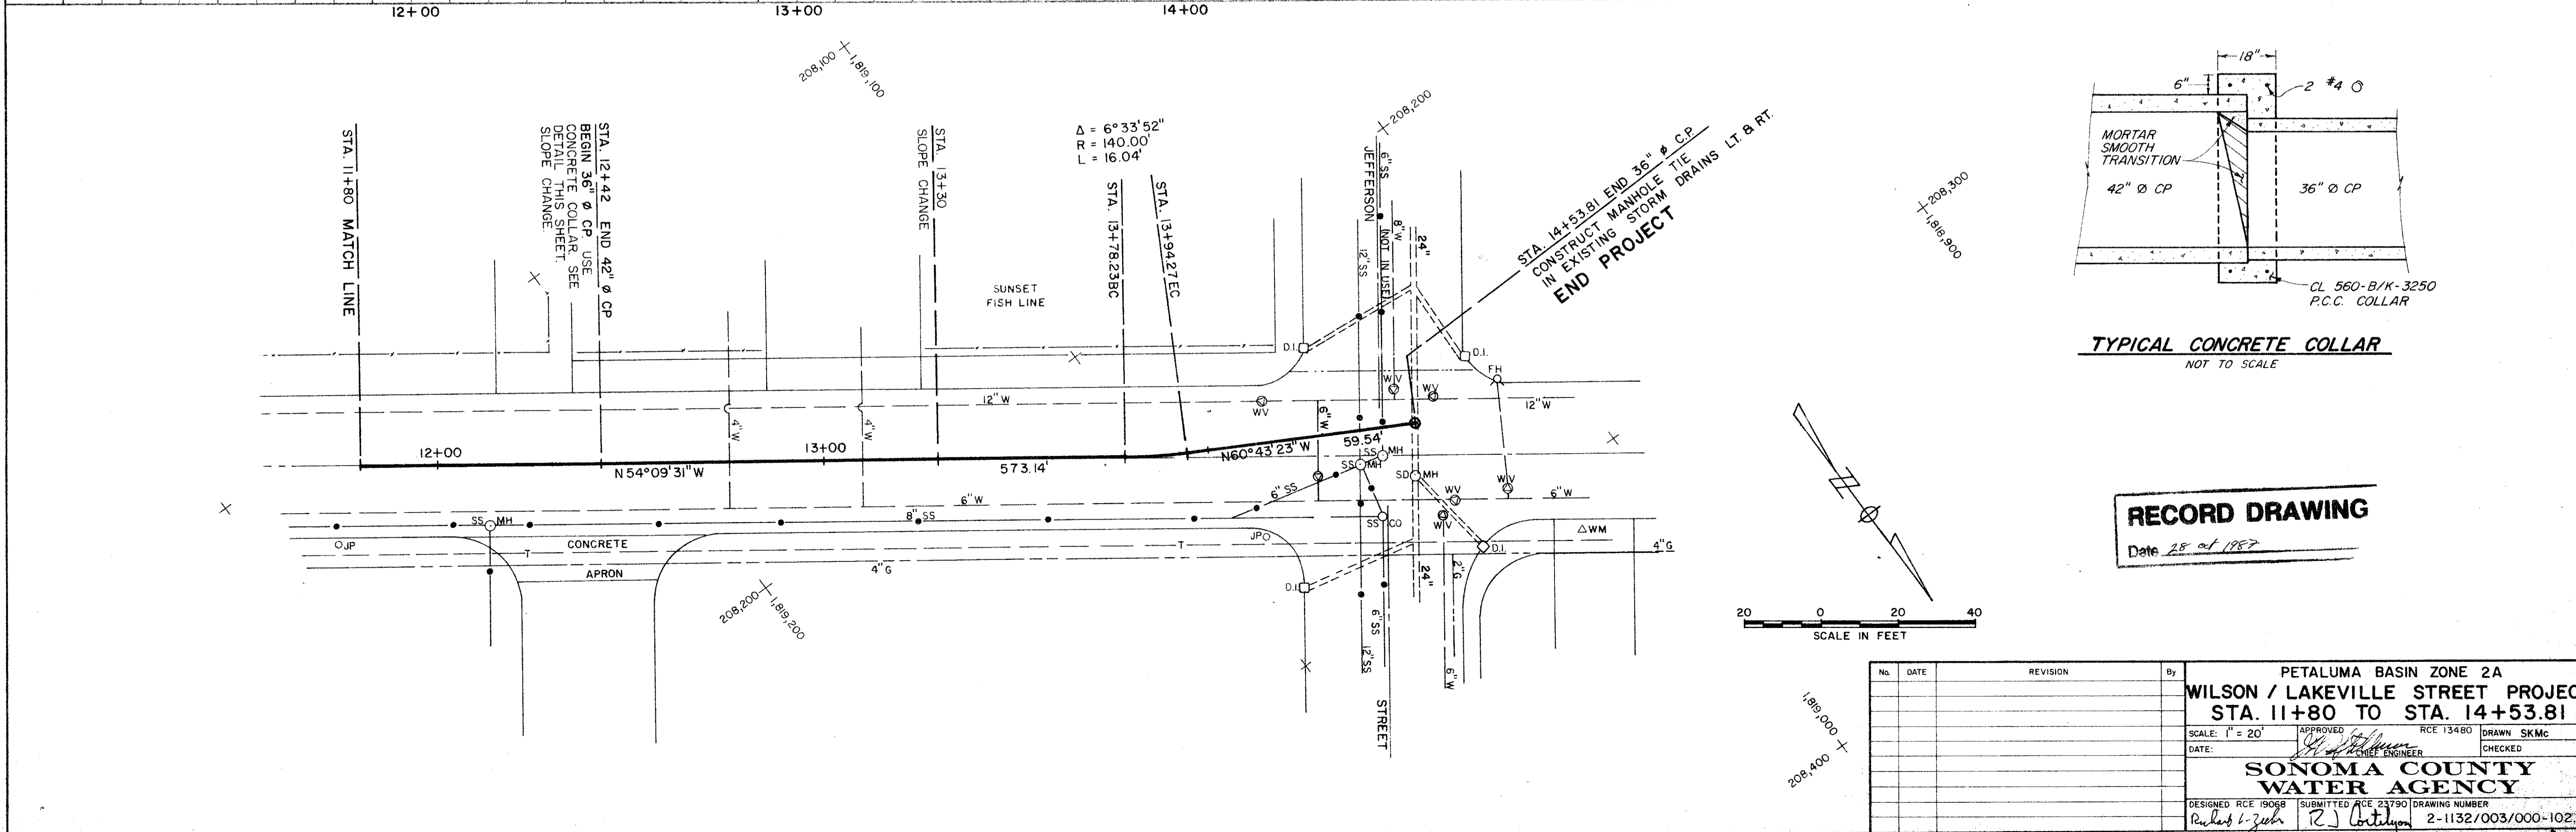 12+00
13+00
14+00
208,100
1,819,100
STA. 11+80 MATCH LINE
STA. 12+42 END 42" ø CP
BEGIN 36" ø CP. USE
CONCRETE COLLAR. SEE
DETAIL THIS SHEET.
SLOPE CHANGE.
STA. 13+30
SLOPE CHANGE
Δ = 6°33'52"
R = 140.00'
L = 16.04'
STA. 13+78.23BC
STA. 13+94.27 EC
SUNSET
FISH LINE
208,200
JEFFERSON
6" SS
(NOT IN USE)
12" SS
8" W
24"
STA. 14+53.81 END 36" ø C.P.
CONSTRUCT MANHOLE TIE
IN EXISTING STORM DRAINS LT. & RT.
END PROJECT
208,300
1,818,900
D.I.
D.I.
FH
WV
WV
WV
12" W
12" W
6" W
4" W
4" W
12+00
13+00
N54°09'31"W
573.14'
N60°43'23"W
59.54'
SS MH
SS MH
SD MH
6" SS
6" W
WV
WV
WV
6" W
SS MH
8" SS
SS CO
JP
CONCRETE
T
T
JP
D.I.
WM
4" G
4" G
APRON
D.I.
24"
2" G
208,200
1,819,200
6" SS
12" SS
6" W
STREET
18"
6"
2 #4
MORTAR
SMOOTH
TRANSITION
42" Ø CP
36" Ø CP
CL 560-B/K-3250
P.C.C. COLLAR
TYPICAL CONCRETE COLLAR
NOT TO SCALE
RECORD DRAWING
Date 28 oct 1987
20 0 20 40
SCALE IN FEET
1,819,000
208,400
No. DATE REVISION By
PETALUMA BASIN ZONE 2A
WILSON / LAKEVILLE STREET PROJEC
STA. 11+80 TO STA. 14+53.81
SCALE: 1" = 20'
APPROVED RCE 13480
DRAWN SKMc
DATE:
CHIEF ENGINEER
CHECKED
SONOMA COUNTY
WATER AGENCY
DESIGNED RCE 19068
SUBMITTED RCE 23790
DRAWING NUMBER
2-1132/003/000-102